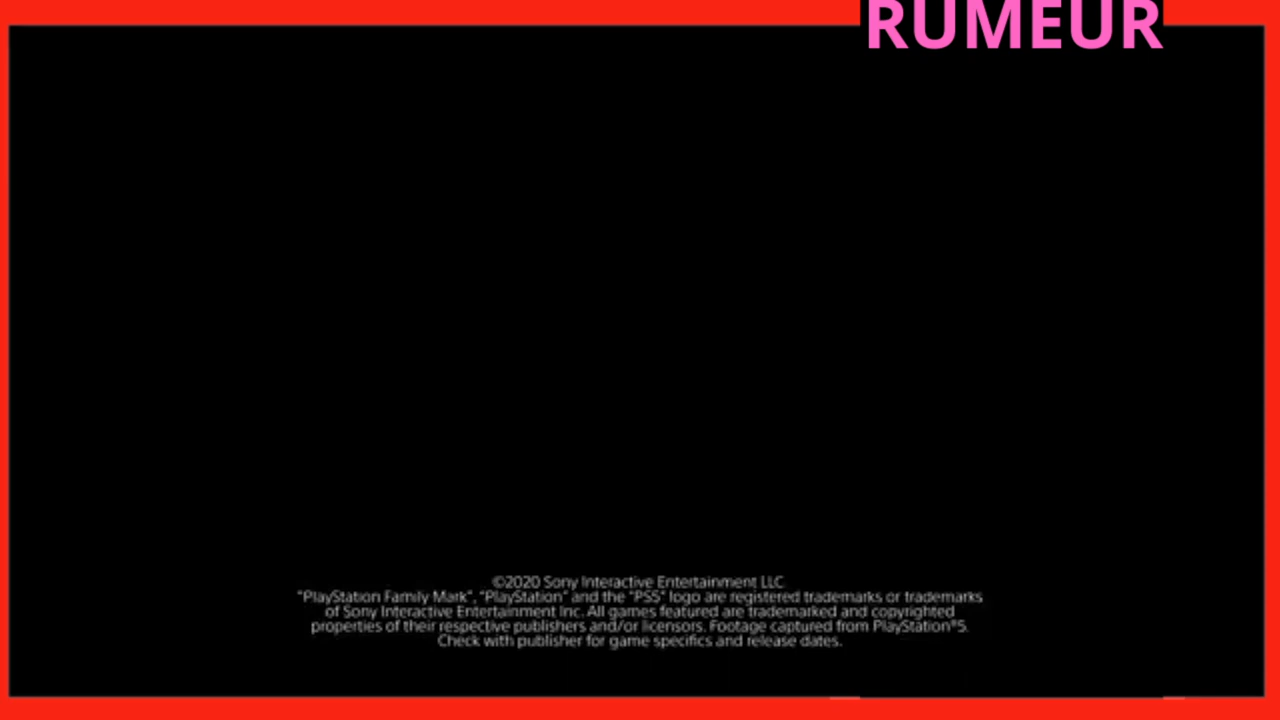 RUMEUR
©2020 Sony Interactive Entertainment LLC
"PlayStation Family Mark", "PlayStation" and the "PS5" logo are registered trademarks or trademarks
of Sony Interactive Entertainment Inc. All games featured are trademarked and copyrighted
properties of their respective publishers and/or licensors. Footage captured from PlayStation®5.
Check with publisher for game specifics and release dates.